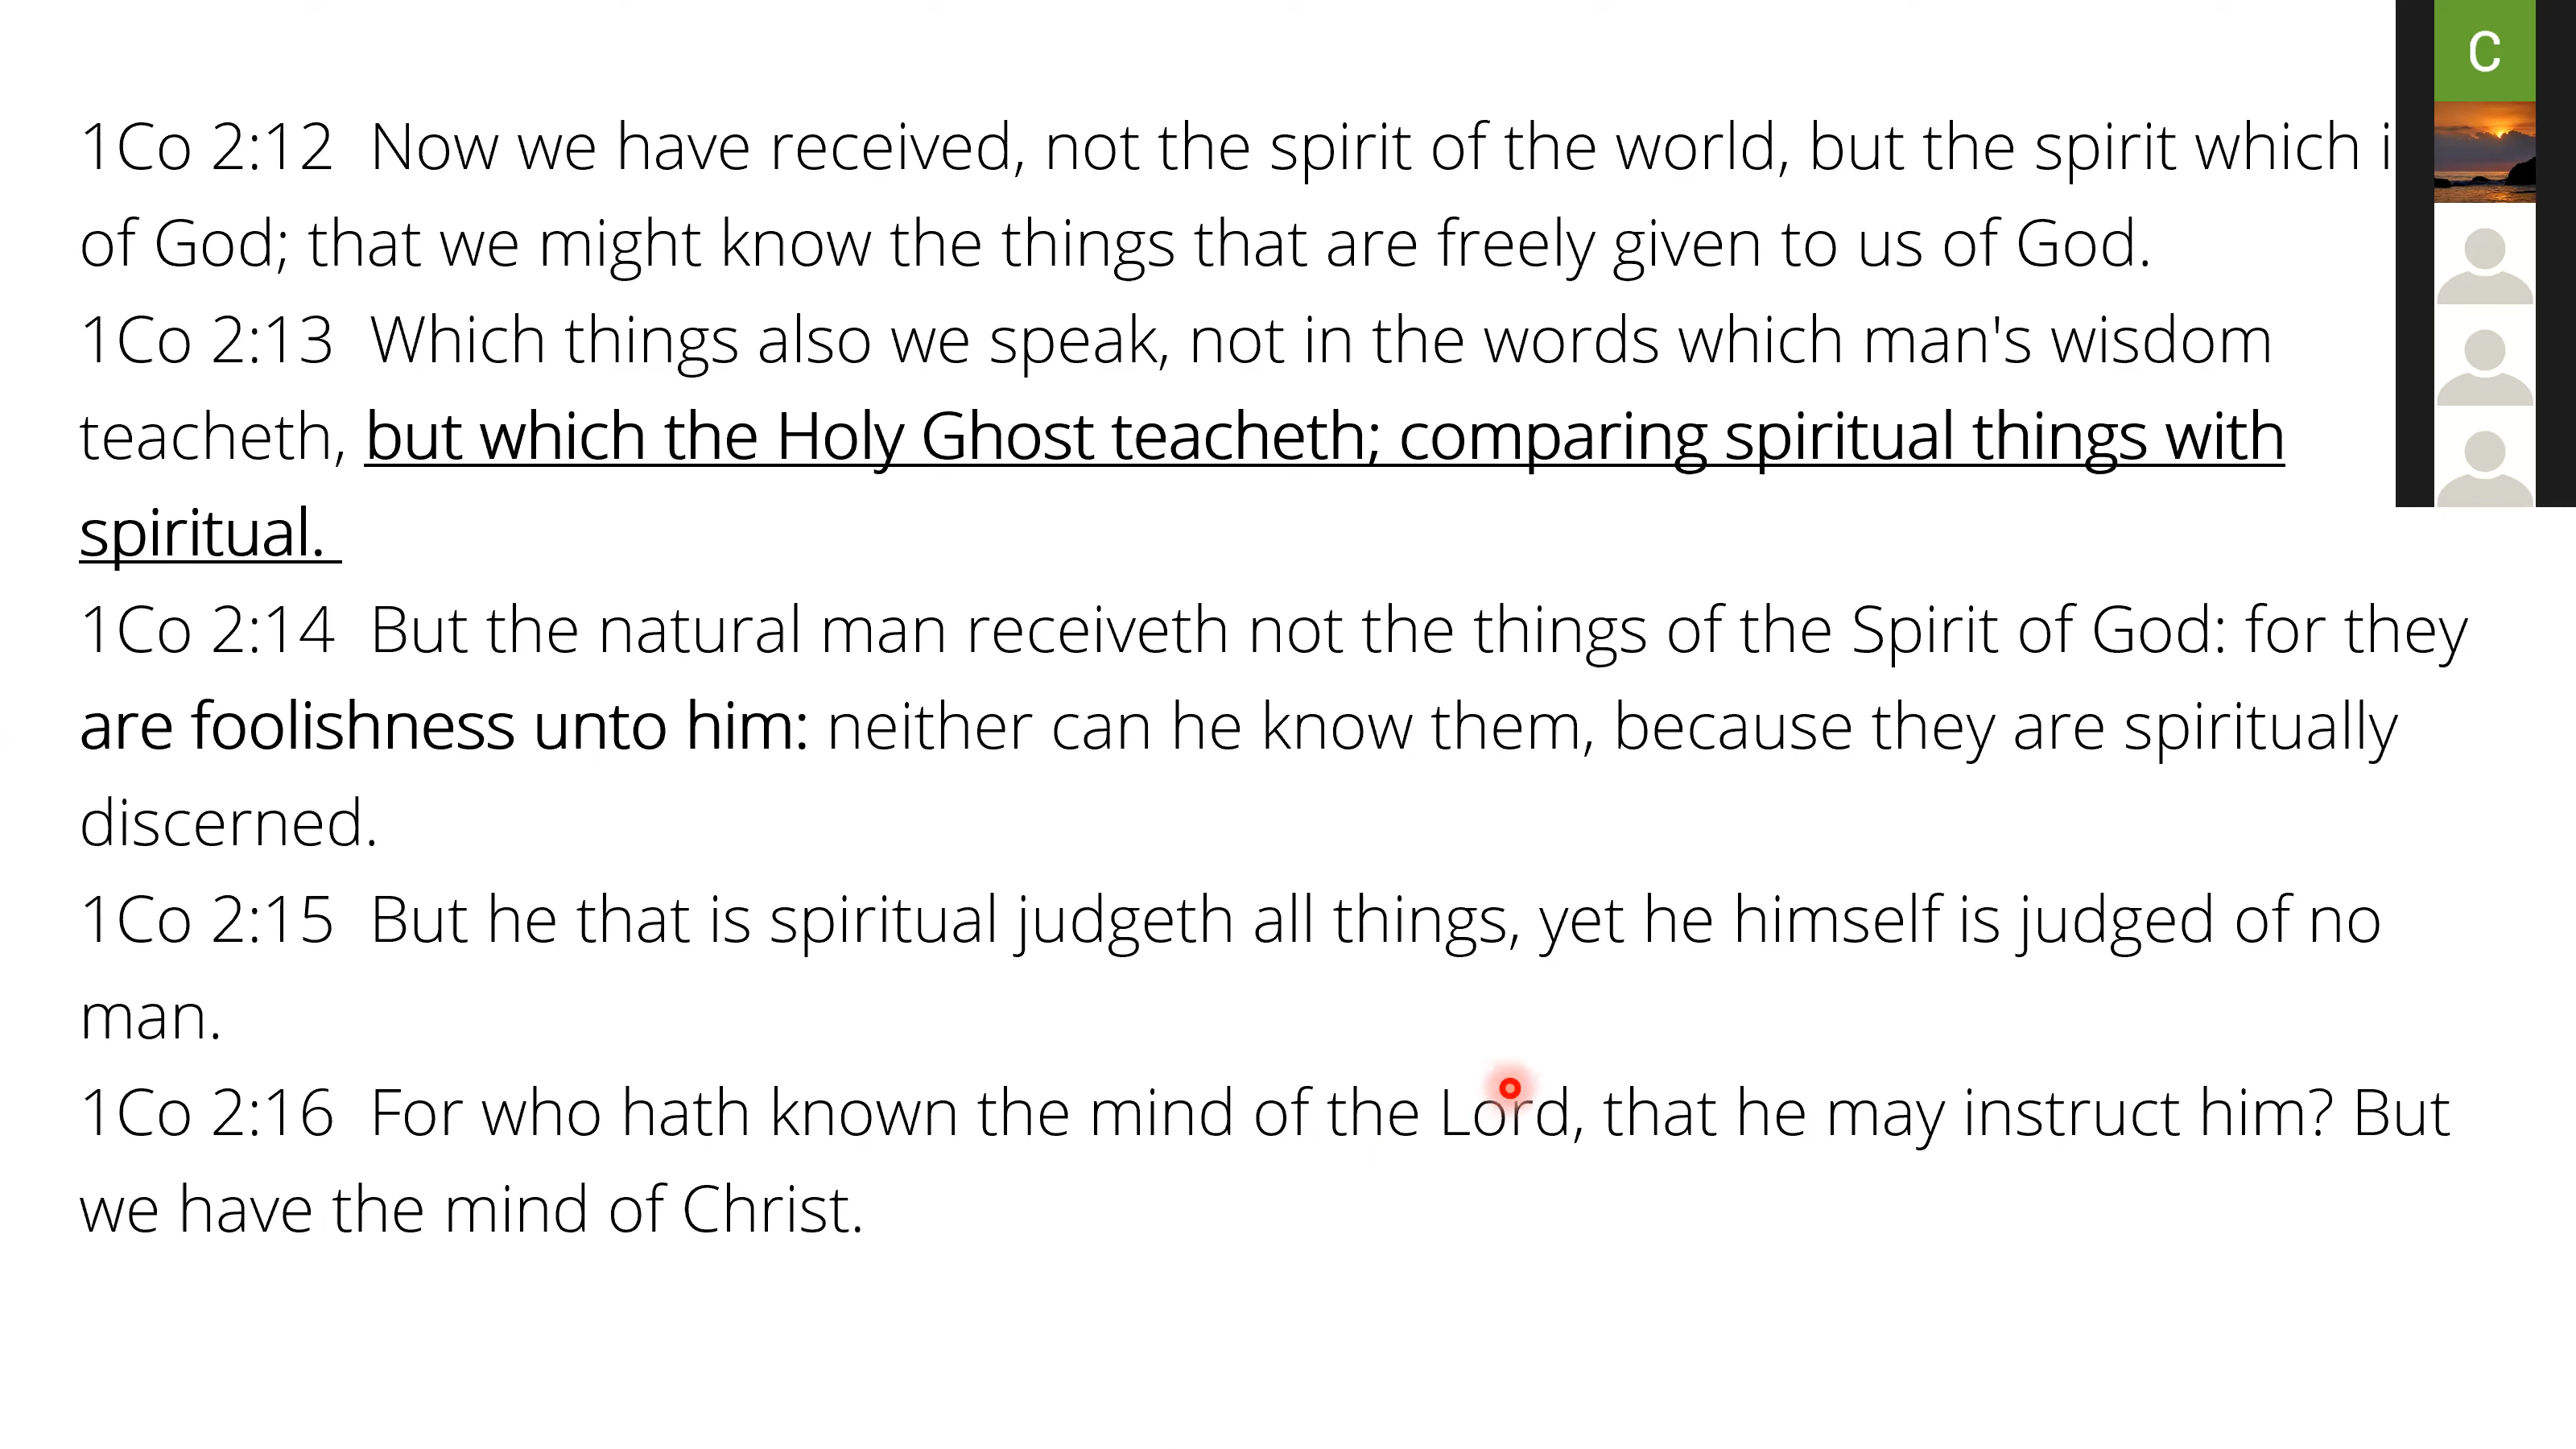 C
1Co 2:12  Now we have received, not the spirit of the world, but the spirit which i
of God; that we might know the things that are freely given to us of God.
1Co 2:13  Which things also we speak, not in the words which man's wisdom
teacheth, but which the Holy Ghost teacheth; comparing spiritual things with
spiritual.
1Co 2:14  But the natural man receiveth not the things of the Spirit of God: for they
are foolishness unto him: neither can he know them, because they are spiritually
discerned.
1Co 2:15  But he that is spiritual judgeth all things, yet he himself is judged of no
man.
1Co 2:16  For who hath known the mind of the Lord, that he may instruct him? But
we have the mind of Christ.